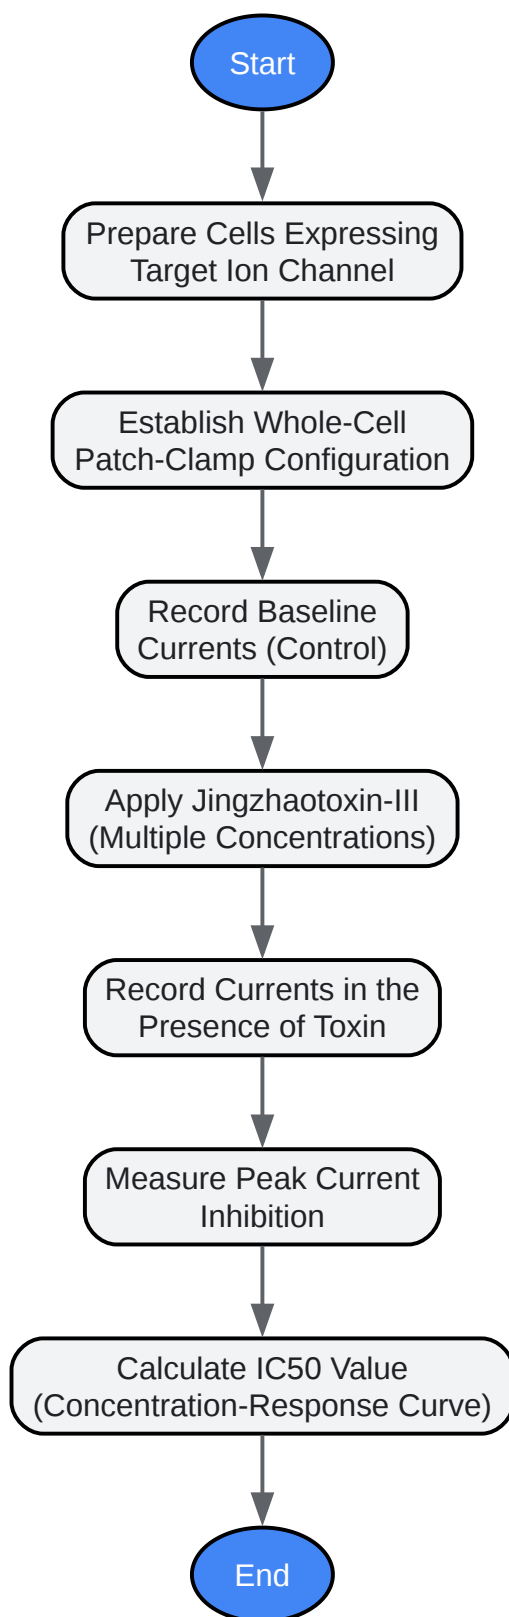 Start
Prepare Cells Expressing
Target Ion Channel
Establish Whole-Cell
Patch-Clamp Configuration
Record Baseline
Currents (Control)
Apply Jingzhaotoxin-III
(Multiple Concentrations)
Record Currents in the
Presence of Toxin
Measure Peak Current
Inhibition
Calculate IC50 Value
(Concentration-Response Curve)
End